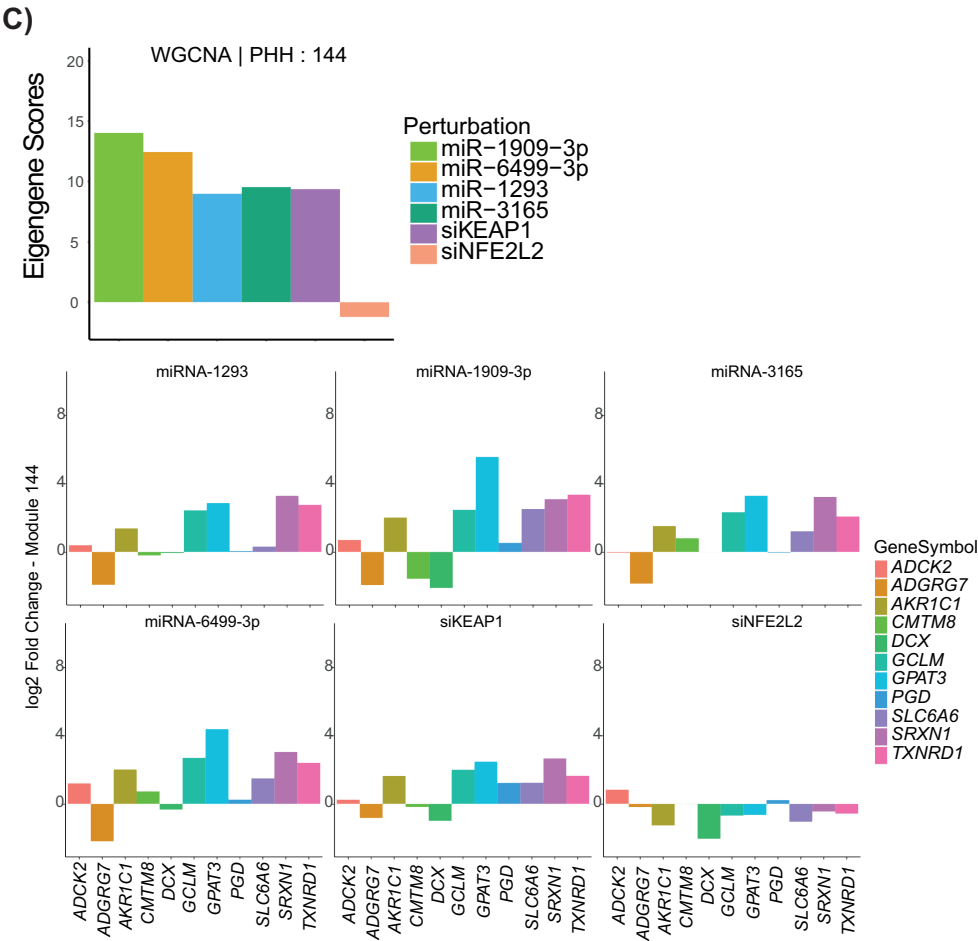 C)
WGCNA | PHH : 144
Eigengene Scores
20
15
10
5
0
Perturbation
miR−1909−3p
miR−6499−3p
miR−1293
miR−3165
siKEAP1
siNFE2L2
log2 Fold Change - Module 144
miRNA-1293
miRNA-1909-3p
miRNA-3165
8
4
0
8
4
0
8
4
0
miRNA-6499-3p
siKEAP1
siNFE2L2
8
4
0
8
4
0
8
4
0
ADCK2
ADGRG7
AKR1C1
CMTM8
DCX
GCLM
GPAT3
PGD
SLC6A6
SRXN1
TXNRD1
ADCK2
ADGRG7
AKR1C1
CMTM8
DCX
GCLM
GPAT3
PGD
SLC6A6
SRXN1
TXNRD1
ADCK2
ADGRG7
AKR1C1
CMTM8
DCX
GCLM
GPAT3
PGD
SLC6A6
SRXN1
TXNRD1
GeneSymbol
ADCK2
ADGRG7
AKR1C1
CMTM8
DCX
GCLM
GPAT3
PGD
SLC6A6
SRXN1
TXNRD1